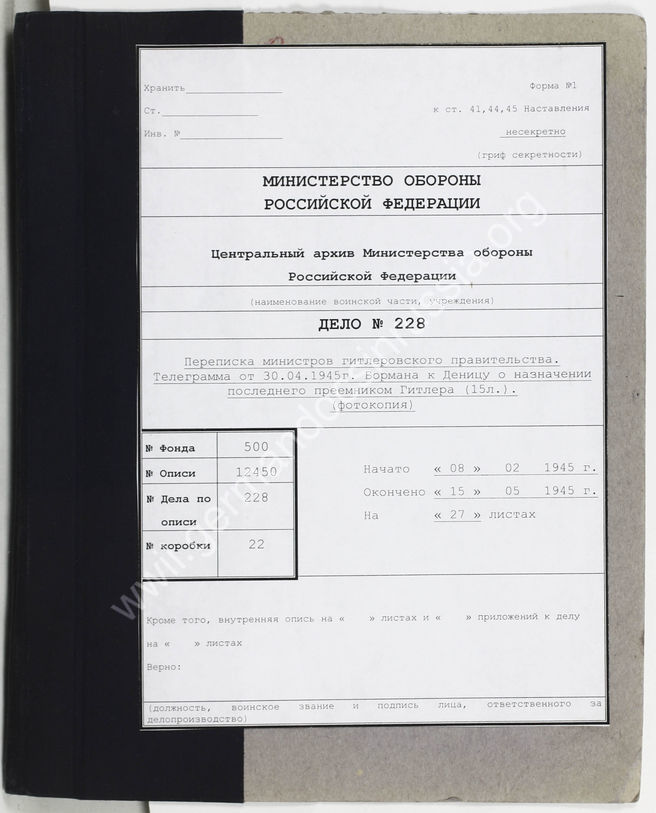 Хранить
Форма №1
Ст.
к ст. 41,44,45 Наставления
Инв. №
несекретно
(гриф секретности)
МИНИСТЕРСТВО ОБОРОНЫ
РОССИЙСКОЙ ФЕДЕРАЦИИ
Центральный архив Министерства обороны
Российской Федерации
(наименование воинской части, учреждения)
ДЕЛО № 228
Переписка министров гитлеровского правительства.
Телеграмма от 30.04.1945г. Бормана к Деницу о назначении
последнего преемником Гитлера (15л.).
(фотокопия)
№ Фонда 500
№ Описи 12450
№ Дела по 228
описи
№ коробки 22
Начато « 08 » 02 1945 г.
Окончено « 15 » 05 1945 г.
На « 27 » листах
Кроме того, внутренняя опись на « » листах и « » приложений к делу
на « » листах
Верно:
(должность, воинское звание и подпись лица, ответственного за
делопроизводство)
www.germandocsinrussia.org